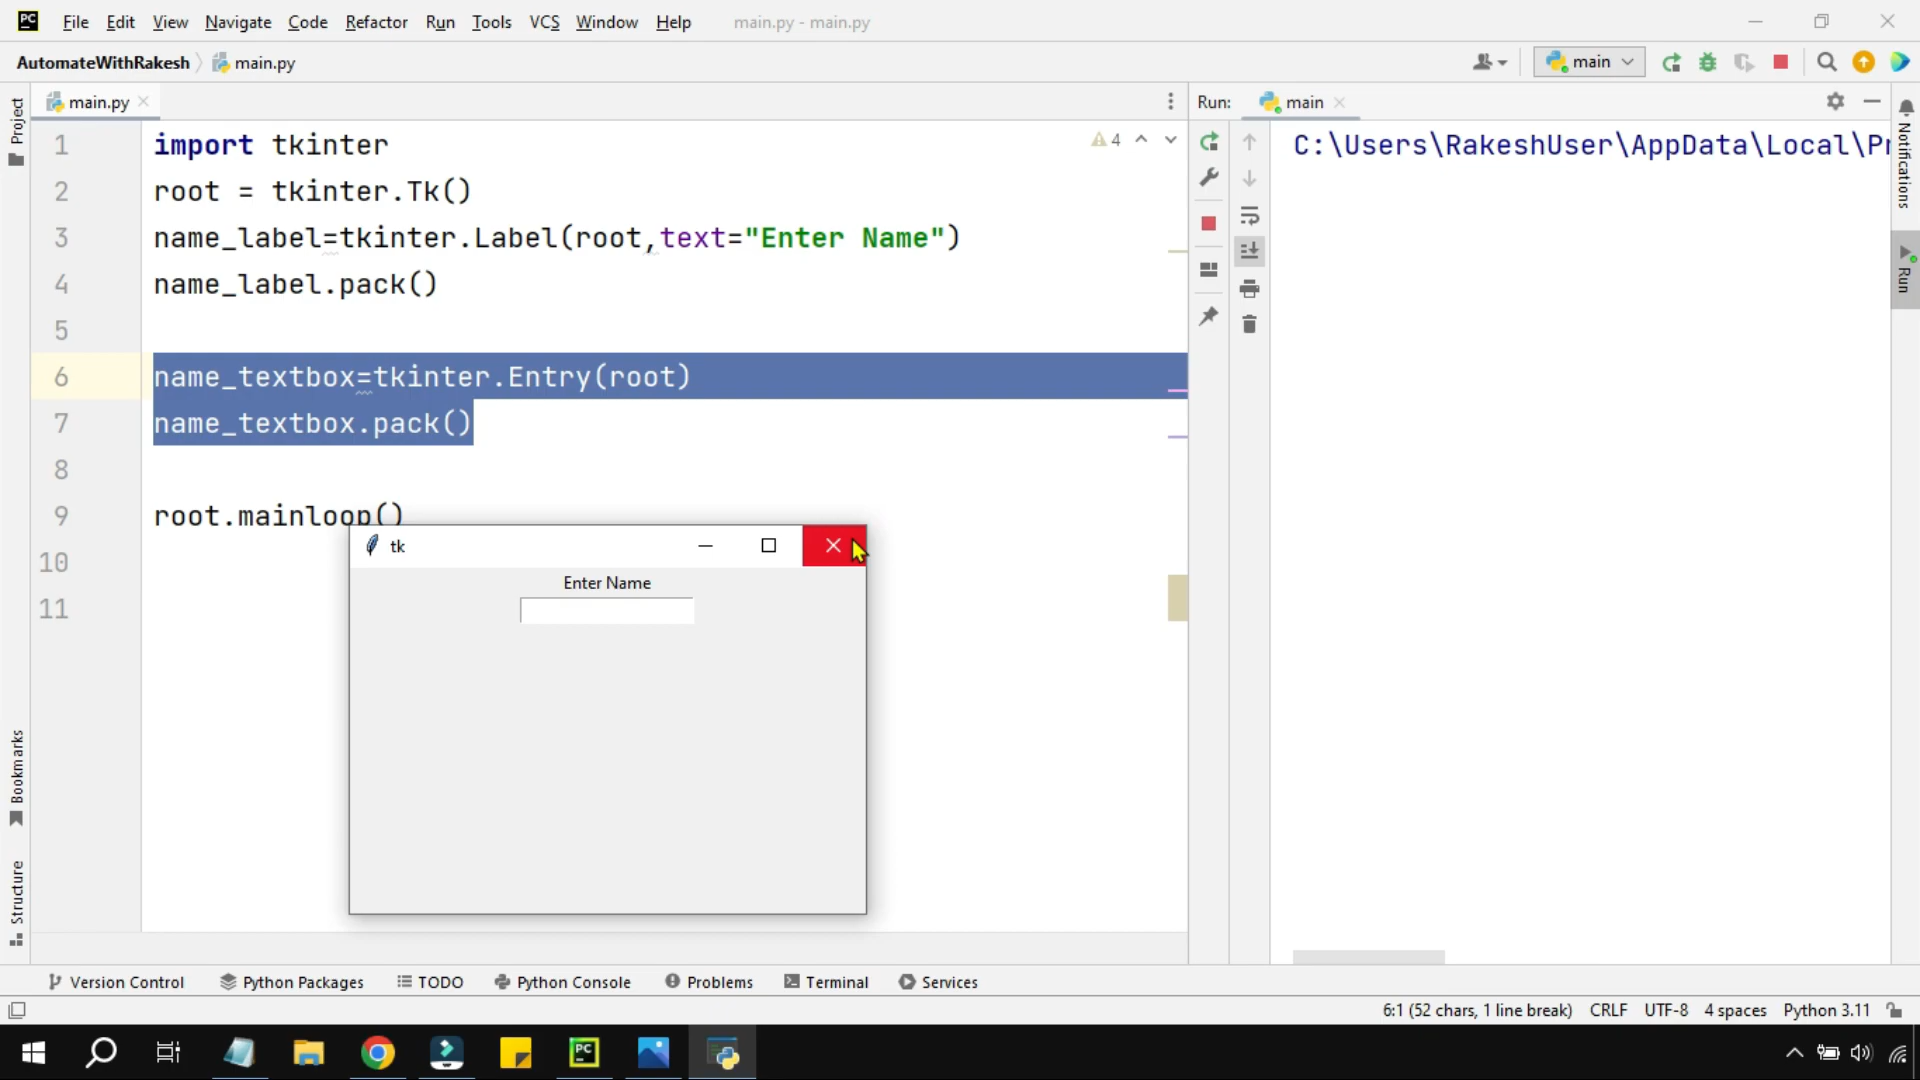 PC File Edit View Navigate Code Refactor Run Tools VCS Window Help main.py - main.py
AutomateWithRakesh main.py main
main.py Run: main
Project
Bookmarks
Structure
1 import tkinter
2 root = tkinter.Tk()
3 name_label=tkinter.Label(root,text="Enter Name")
4 name_label.pack()
5
6 name_textbox=tkinter.Entry(root)
7 name_textbox.pack()
8
9 root.mainloop()
10
11
4
tk
Enter Name
C:\Users\RakeshUser\AppData\Local\Pr
Notifications
Run
Version Control Python Packages TODO Python Console Problems Terminal Services
6:1 (52 chars, 1 line break) CRLF UTF-8 4 spaces Python 3.11
PC